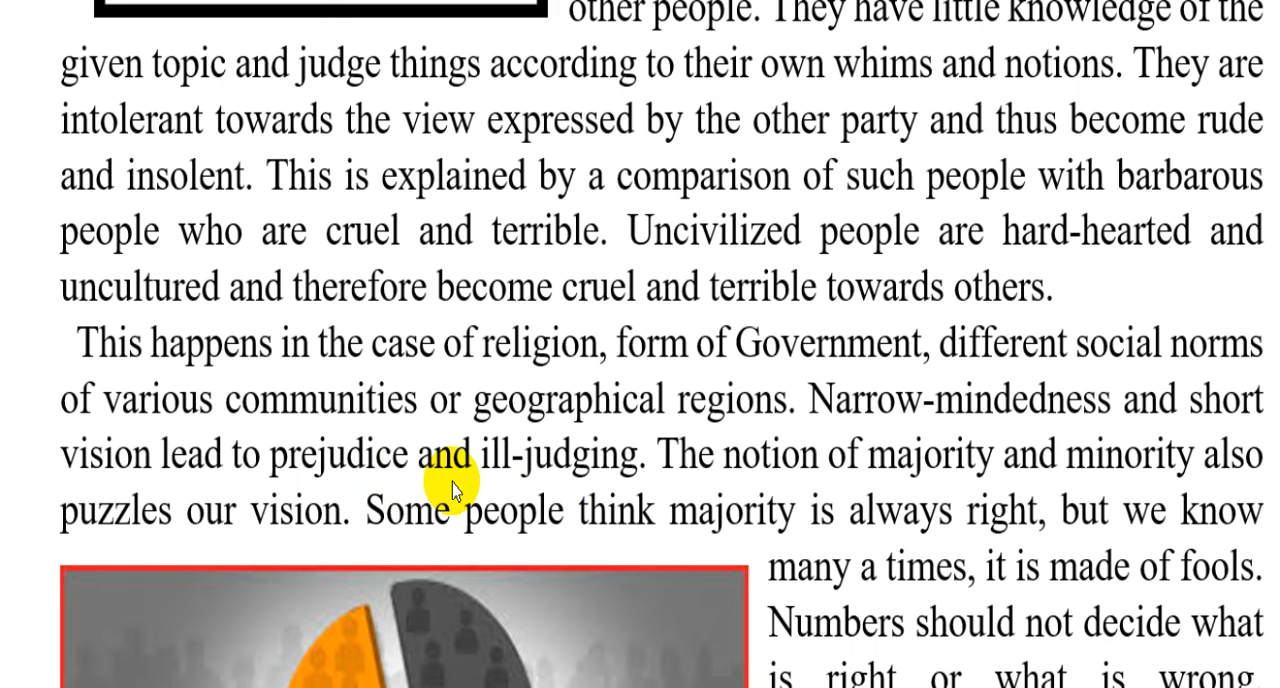 other people. They have little knowledge of the
given topic and judge things according to their own whims and notions. They are
intolerant towards the view expressed by the other party and thus become rude
and insolent. This is explained by a comparison of such people with barbarous
people who are cruel and terrible. Uncivilized people are hard-hearted and
uncultured and therefore become cruel and terrible towards others.
This happens in the case of religion, form of Government, different social norms
of various communities or geographical regions. Narrow-mindedness and short
vision lead to prejudice and ill-judging. The notion of majority and minority also
puzzles our vision. Some people think majority is always right, but we know
many a times, it is made of fools.
Numbers should not decide what
is right or what is wrong.